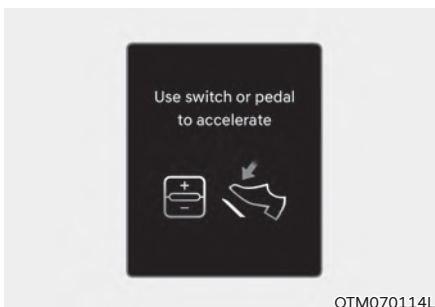 Use switch or pedal
to accelerate
+
−
OTM070114L